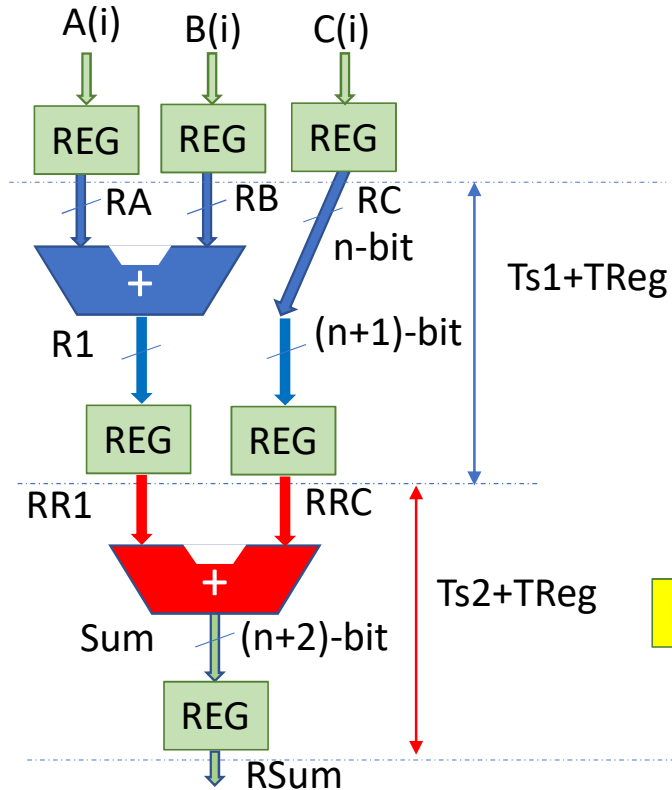 A(i)
B(i)
C(i)
REG
REG
REG
RA
RB
RC
n-bit
+
Ts1+TReg
R1
(n+1)-bit
REG
REG
RR1
RRC
+
Ts2+TReg
Sum
(n+2)-bit
REG
RSum